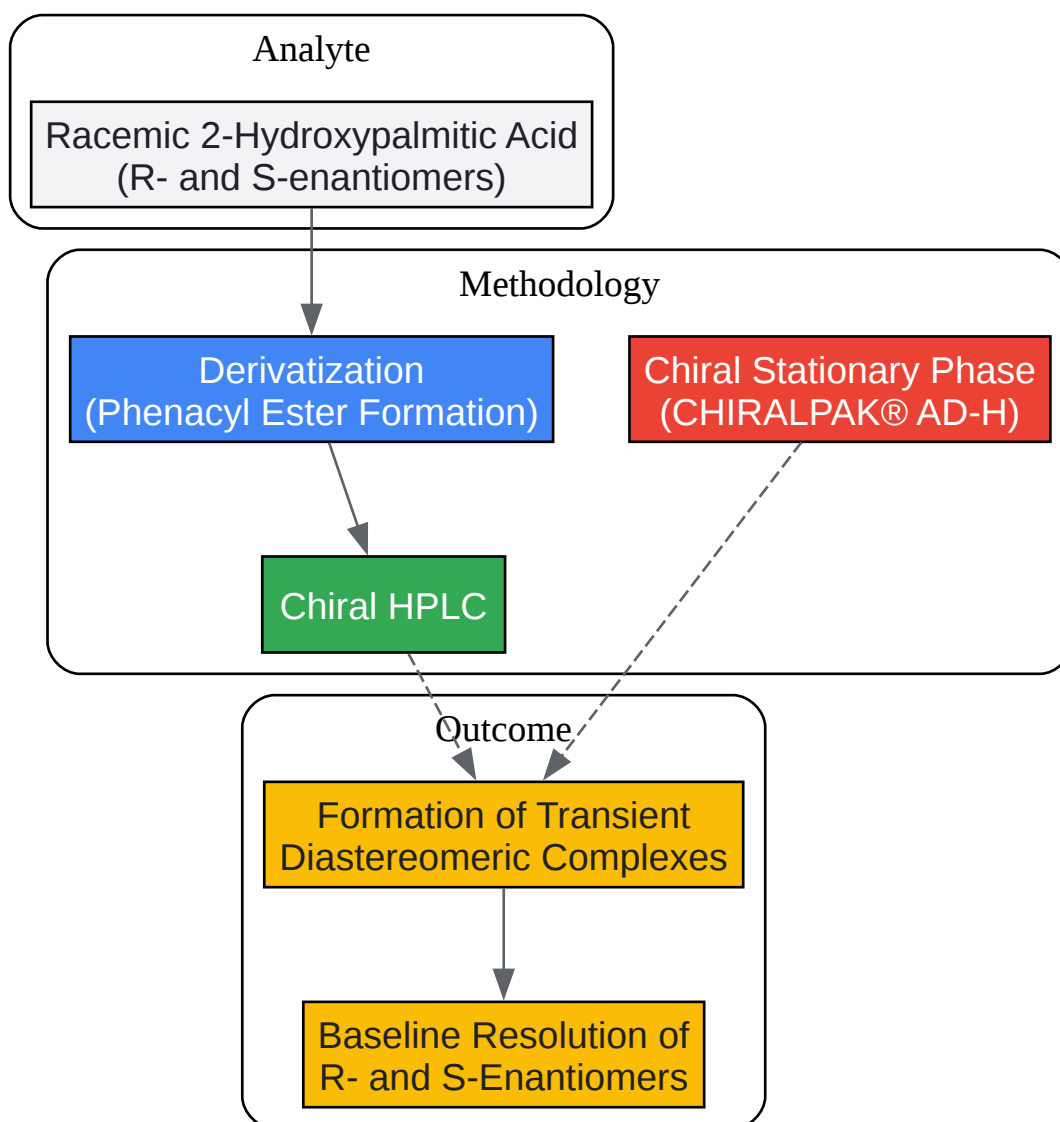 Analyte
Racemic 2-Hydroxypalmitic Acid
(R- and S-enantiomers)
Methodology
Derivatization
(Phenacyl Ester Formation)
Chiral Stationary Phase
(CHIRALPAK® AD-H)
Chiral HPLC
Outcome
Formation of Transient
Diastereomeric Complexes
Baseline Resolution of
R- and S-Enantiomers